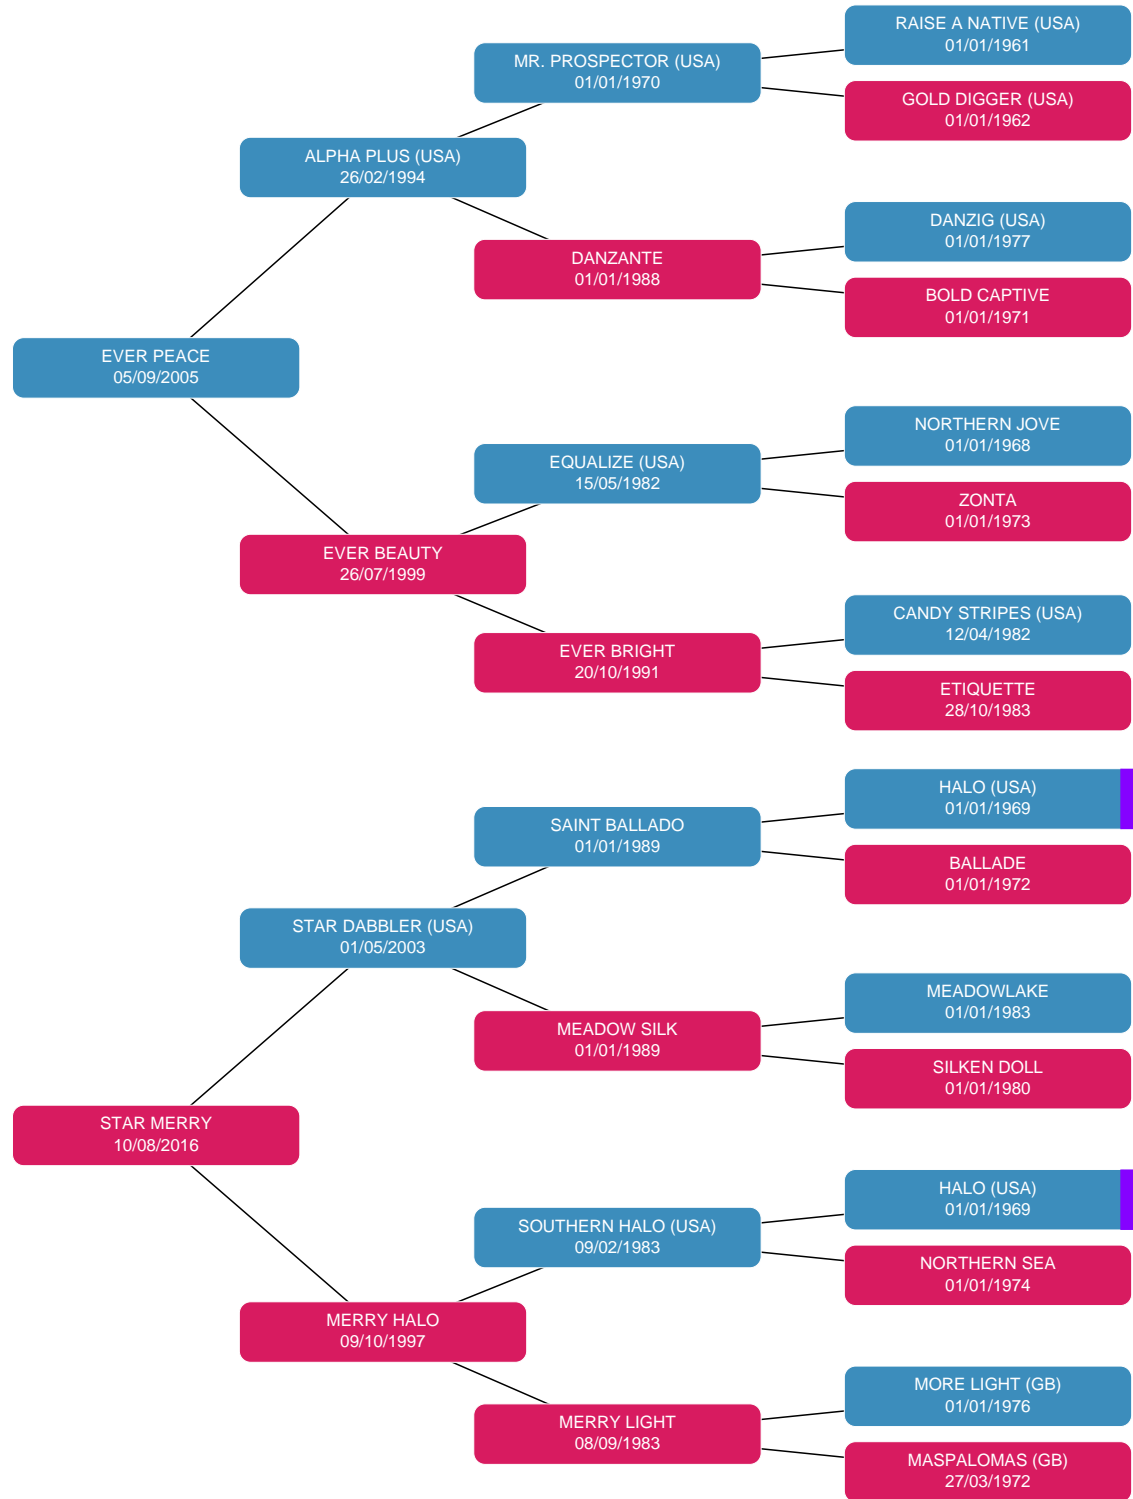 RAISE A NATIVE (USA)
01/01/1961
MR. PROSPECTOR (USA)
01/01/1970
GOLD DIGGER (USA)
01/01/1962
ALPHA PLUS (USA)
26/02/1994
DANZIG (USA)
01/01/1977
DANZANTE
01/01/1988
BOLD CAPTIVE
01/01/1971
EVER PEACE
05/09/2005
NORTHERN JOVE
01/01/1968
EQUALIZE (USA)
15/05/1982
ZONTA
01/01/1973
EVER BEAUTY
26/07/1999
CANDY STRIPES (USA)
12/04/1982
EVER BRIGHT
20/10/1991
ETIQUETTE
28/10/1983
HALO (USA)
01/01/1969
SAINT BALLADO
01/01/1989
BALLADE
01/01/1972
STAR DABBLER (USA)
01/05/2003
MEADOWLAKE
01/01/1983
MEADOW SILK
01/01/1989
SILKEN DOLL
01/01/1980
STAR MERRY
10/08/2016
HALO (USA)
01/01/1969
SOUTHERN HALO (USA)
09/02/1983
NORTHERN SEA
01/01/1974
MERRY HALO
09/10/1997
MORE LIGHT (GB)
01/01/1976
MERRY LIGHT
08/09/1983
MASPALOMAS (GB)
27/03/1972